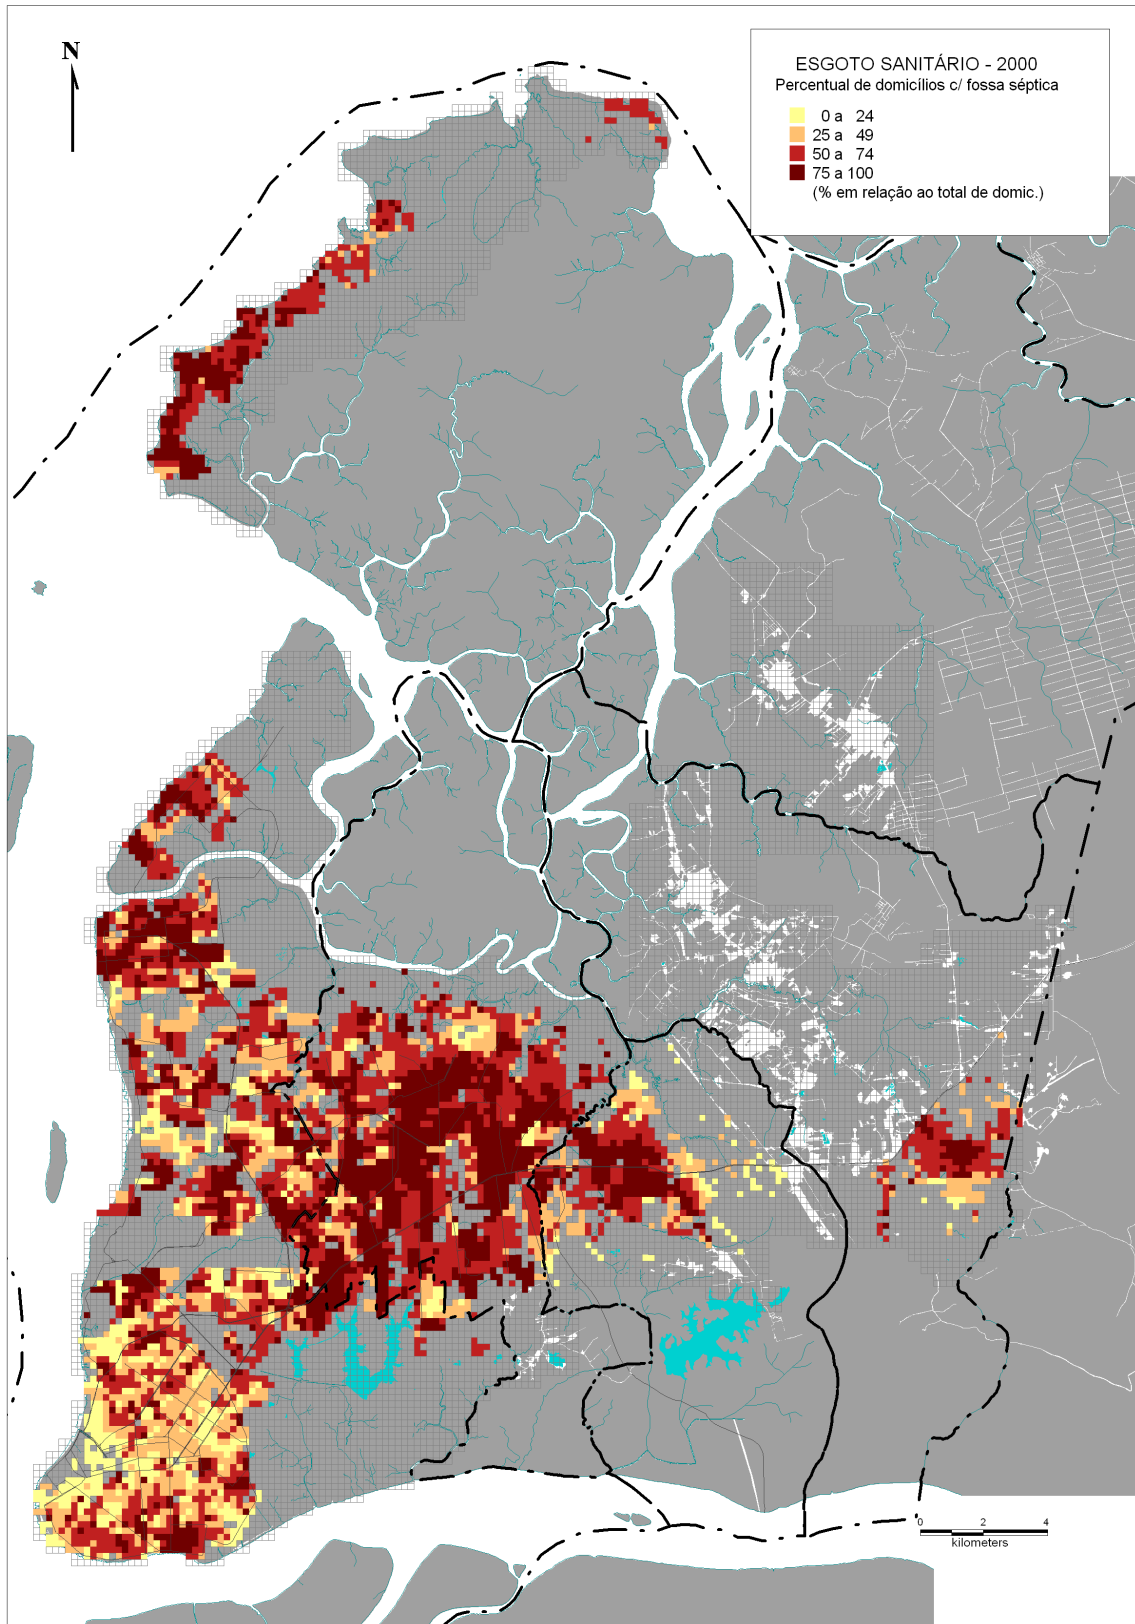 N
ESGOTO SANITÁRIO - 2000
Percentual de domicílios c/ fossa séptica
0 a 24
25 a 49
50 a 74
75 a 100
(% em relação ao total de domic.)
0 2 4
kilometers